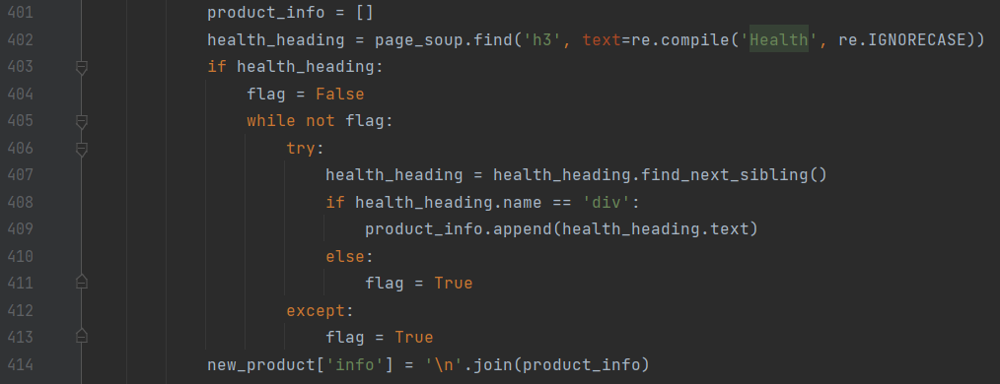 401 product_info = []
402 health_heading = page_soup.find('h3', text=re.compile('Health', re.IGNORECASE))
403 if health_heading:
404 flag = False
405 while not flag:
406 try:
407 health_heading = health_heading.find_next_sibling()
408 if health_heading.name == 'div':
409 product_info.append(health_heading.text)
410 else:
411 flag = True
412 except:
413 flag = True
414 new_product['info'] = '\n'.join(product_info)